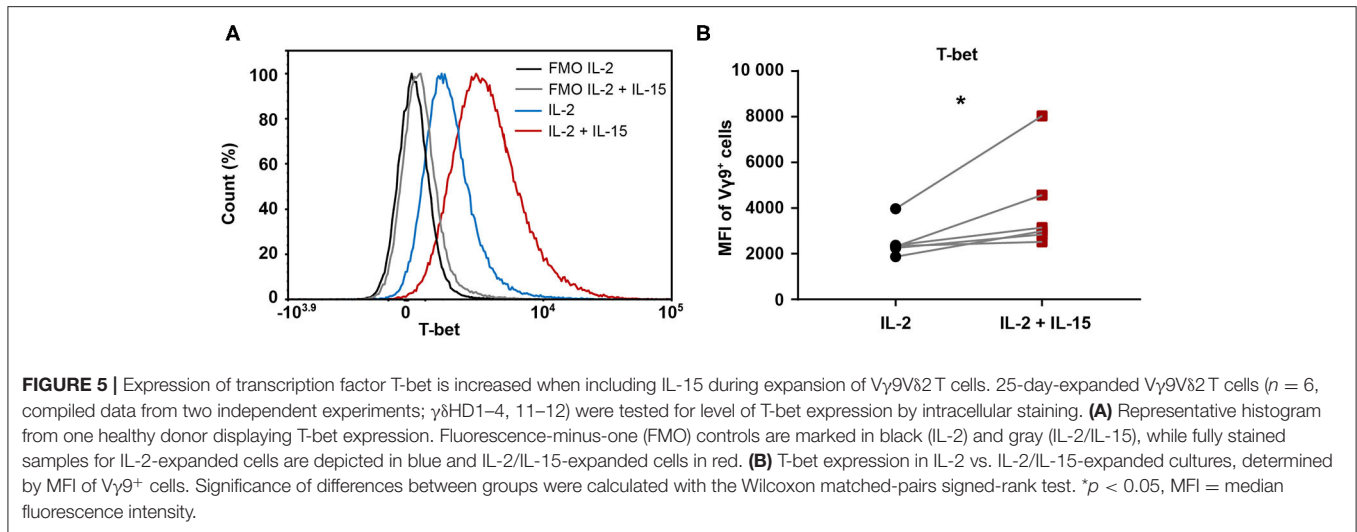 A
100
80
60
40
20
0
Count (%)
-10^3.9
0
10^4
10^5
T-bet
FMO IL-2
FMO IL-2 + IL-15
IL-2
IL-2 + IL-15
B
T-bet
10 000
8000
6000
4000
2000
0
MFI of Vγ9+ cells
*
IL-2
IL-2 + IL-15
FIGURE 5 | Expression of transcription factor T-bet is increased when including IL-15 during expansion of Vγ9Vδ2 T cells. 25-day-expanded Vγ9Vδ2 T cells (n = 6,
compiled data from two independent experiments; γδHD1–4, 11–12) were tested for level of T-bet expression by intracellular staining. (A) Representative histogram
from one healthy donor displaying T-bet expression. Fluorescence-minus-one (FMO) controls are marked in black (IL-2) and gray (IL-2/IL-15), while fully stained
samples for IL-2-expanded cells are depicted in blue and IL-2/IL-15-expanded cells in red. (B) T-bet expression in IL-2 vs. IL-2/IL-15-expanded cultures, determined
by MFI of Vγ9+ cells. Significance of differences between groups were calculated with the Wilcoxon matched-pairs signed-rank test. *p < 0.05, MFI = median
fluorescence intensity.